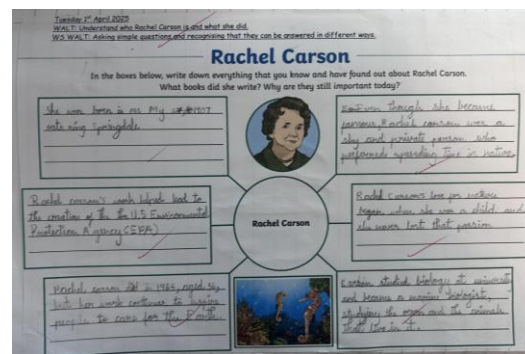 Tuesday 1st April 2025
WALT: Understand who Rachel Carson is and what she did.
WS WALT: Asking simple questions and recognising that they can be answered in different ways.
Rachel Carson
In the boxes below, write down everything that you know and have found out about Rachel Carson.
What books did she write? Why are they still important today?
She was born in on My 1907
Springdale
Even though she became
famous, Rachel carson was a
shy and private person who
preferred spending time in nature.
Rachel carson's work helped lead to
the creation of the the U.S Environmental
Protection Agency (EPA)
Rachel Carson
Rachel Carson's love for nature
began when she was a child and
she never lost that passion
Rachel carson did in 1964, aged 56,
but her work continues to inspire
people to care for the Earth.
Carson studied biology at university
and became a marine biologist,
studying the ocean and the animals
that live in it.